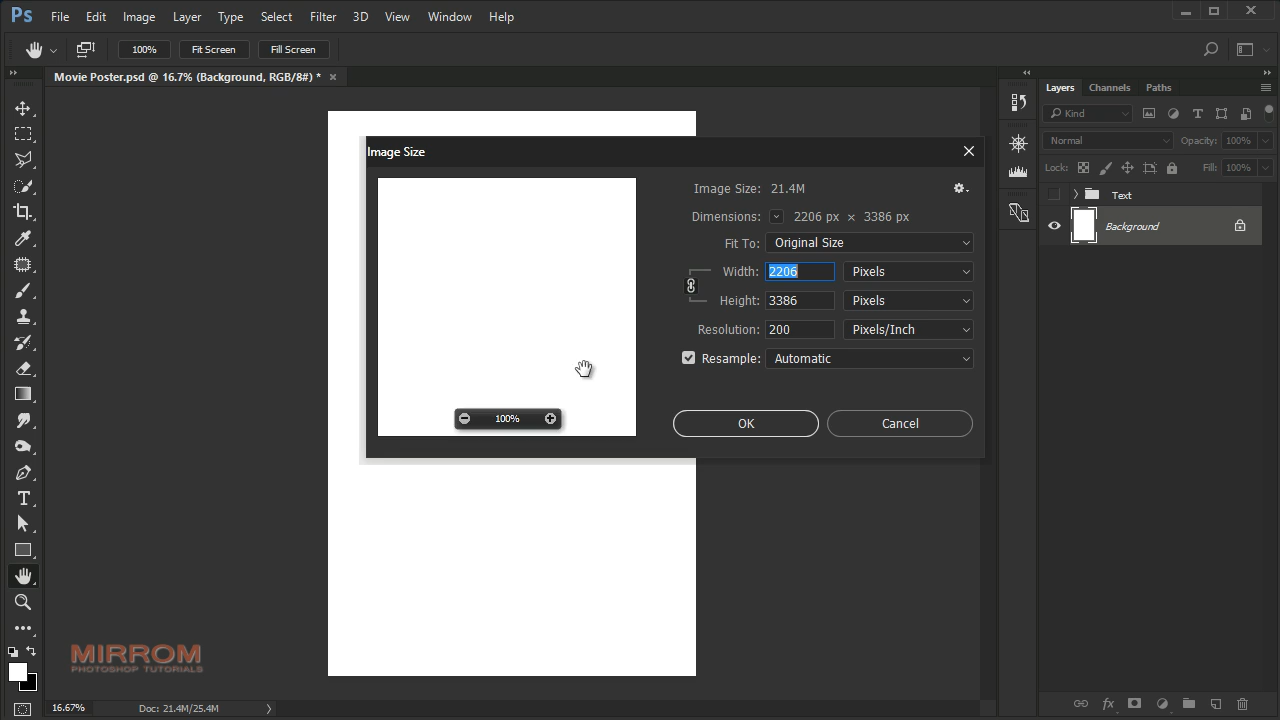 Ps File Edit Image Layer Type Select Filter 3D View Window Help
100% Fit Screen Fill Screen
Movie Poster.psd @ 16.7% (Background, RGB/8#) * ×
Image Size
Image Size: 21.4M
Dimensions: 2206 px × 3386 px
Fit To: Original Size
Width: 2206 Pixels
Height: 3386 Pixels
Resolution: 200 Pixels/Inch
Resample: Automatic
100%
OK Cancel
Layers Channels Paths
Kind
Normal Opacity: 100%
Lock: Fill: 100%
Text
Background
MIRROM
PHOTOSHOP TUTORIALS
16.67% Doc: 21.4M/25.4M